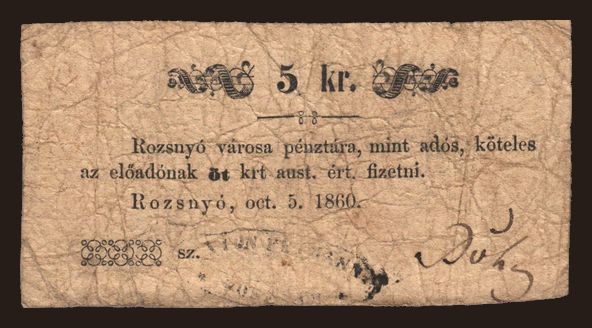 5 kr.
Rozsnyó városa pénztára, mint adós, köteles
az előadónak öt krt aust. ért. fizetni.
Rozsnyó, oct. 5. 1860.
sz.